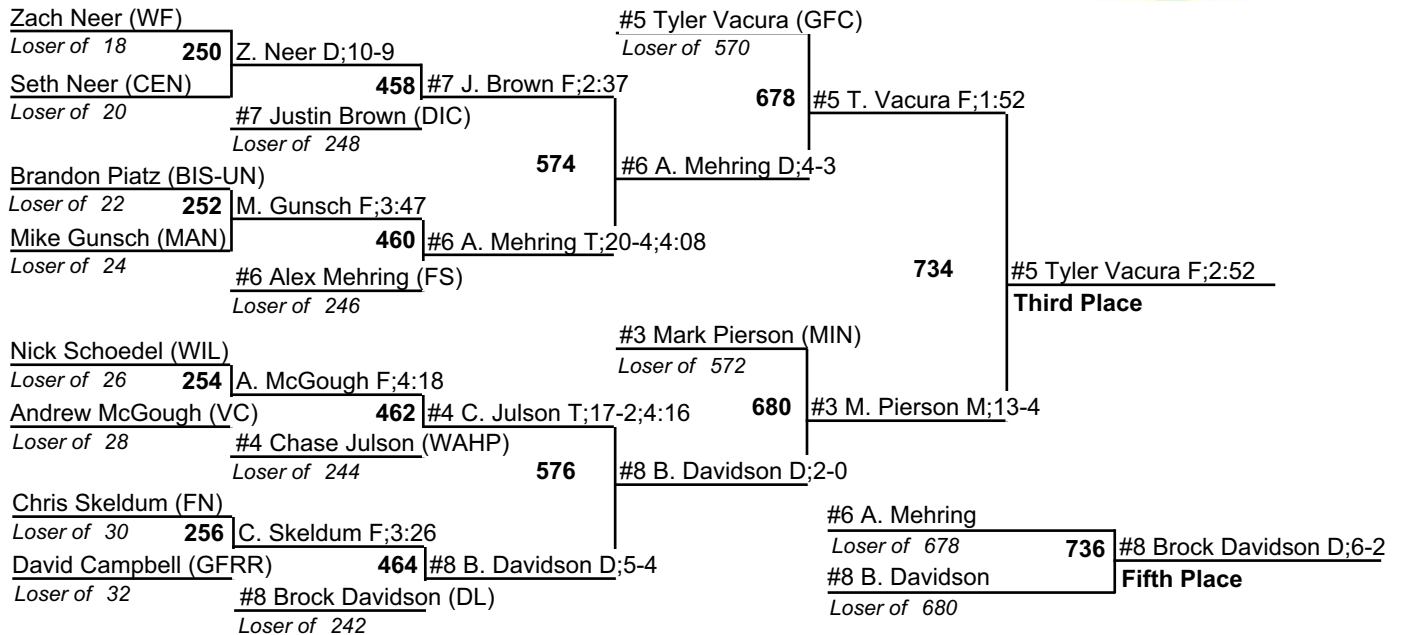 Zach Neer (WF)
Loser of 18
250
Z. Neer D;10-9
Seth Neer (CEN)
Loser of 20
458
#7 J. Brown F;2:37
#7 Justin Brown (DIC)
Loser of 248
574
#6 A. Mehring D;4-3
Brandon Piatz (BIS-UN)
Loser of 22
252
M. Gunsch F;3:47
Mike Gunsch (MAN)
Loser of 24
460
#6 A. Mehring T;20-4;4:08
#6 Alex Mehring (FS)
Loser of 246
#5 Tyler Vacura (GFC)
Loser of 570
678
#5 T. Vacura F;1:52
734
#5 Tyler Vacura F;2:52
Third Place
Nick Schoedel (WIL)
Loser of 26
254
A. McGough F;4:18
Andrew McGough (VC)
Loser of 28
462
#4 C. Julson T;17-2;4:16
#4 Chase Julson (WAHP)
Loser of 244
576
#8 B. Davidson D;2-0
Chris Skeldum (FN)
Loser of 30
256
C. Skeldum F;3:26
David Campbell (GFRR)
Loser of 32
464
#8 B. Davidson D;5-4
#8 Brock Davidson (DL)
Loser of 242
#3 Mark Pierson (MIN)
Loser of 572
680
#3 M. Pierson M;13-4
#6 A. Mehring
Loser of 678
736
#8 Brock Davidson D;6-2
#8 B. Davidson
Fifth Place
Loser of 680